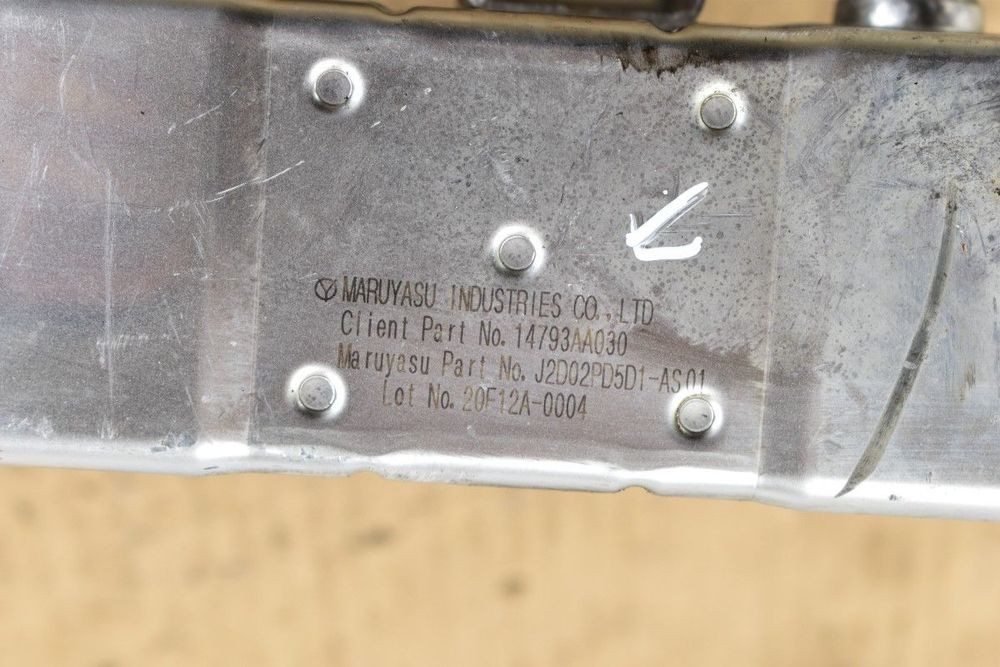 MARUYASU INDUSTRIES CO., LTD
Client Part No. 14793AA030
Maruyasu Part No. J2D02PD5D1-AS01
Lot No. 20F12A-0004